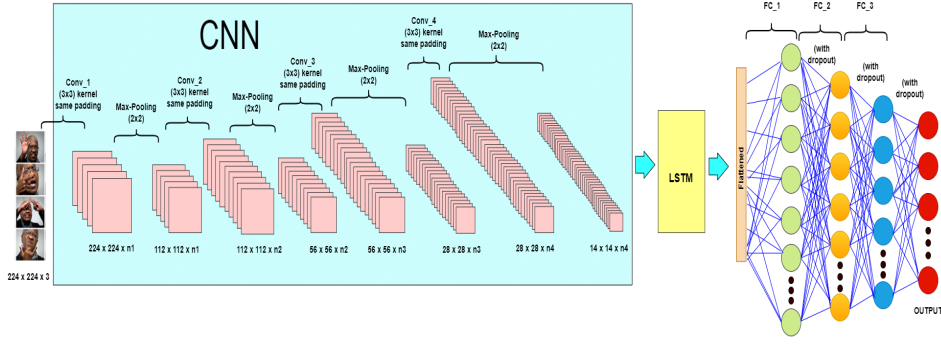 CNN
Conv_1
(3x3) kernel
same padding
Max-Pooling
(2x2)
Conv_2
(3x3) kernel
same padding
Max-Pooling
(2x2)
Conv_3
(3x3) kernel
same padding
Max-Pooling
(2x2)
Conv_4
(3x3) kernel
same padding
Max-Pooling
(2x2)
224 x 224 x 3
224 x 224 x n1
112 x 112 x n1
112 x 112 x n2
56 x 56 x n2
56 x 56 x n3
28 x 28 x n3
28 x 28 x n4
14 x 14 x n4
LSTM
Flattened
FC_1
FC_2
FC_3
(with
dropout)
(with
dropout)
(with
dropout)
OUTPUT